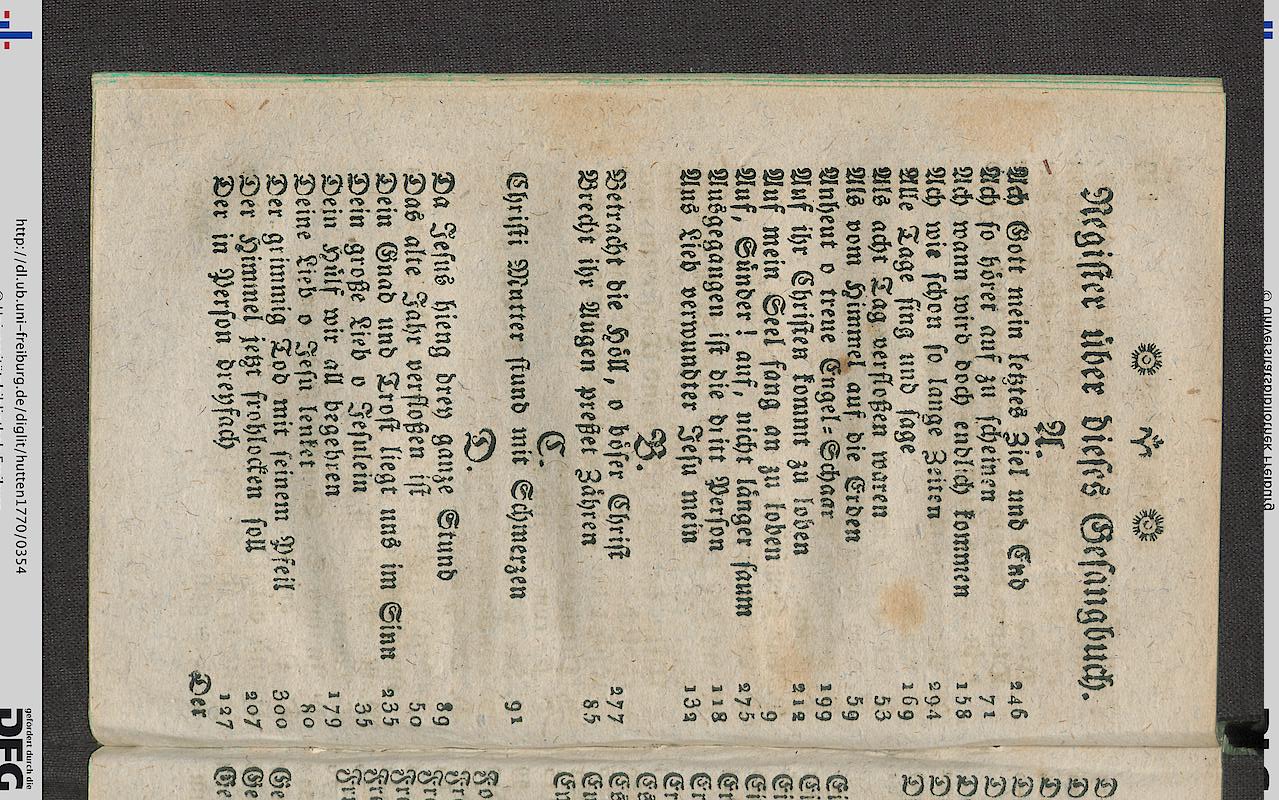 Register über dieses Gesangbuch.
A.
Ach Gott mein letztes Ziel und End 246
Ach so höret auf zu scheinen 71
Ach wann wird doch endlich kommen 158
Ach wie schon so lange Zeiten 294
Alle Tage sing und sage 169
Als acht Tag verfloßen waren 53
Als vom Himmel auf die Erden 59
Anheut o treue Engel-Schaar 199
Auf ihr Christen kommt zu loben 212
Auf mein Seel fang an zu loben 9
Auf, Sünder! auf, nicht länger saum 275
Ausgegangen ist die dritt Person 118
Aus Lieb verwundter Jesu mein 132
B.
Betracht die Höll, o böser Christ 277
Brecht ihr Augen preßet Zähren 85
C.
Christi Mutter stund mit Schmerzen 91
D.
Da Jesus hieng drey ganze Stund 89
Das alte Jahr verfloßen ist 50
Dein Gnad und Trost liegt uns im Sinn 235
Dein große Lieb o Jesulein 35
Dein Hülf wir all begehren 179
Deine Lieb o Jesu lenket 80
Der grimmig Tod mit seinem Pfeil 300
Der Himmel jetzt frohlocken soll 207
Der in Person dreyfach 127
Der
http://dl.ub.uni-freiburg.de/diglit/hutten1770/0354
gefördert durch die
DFG